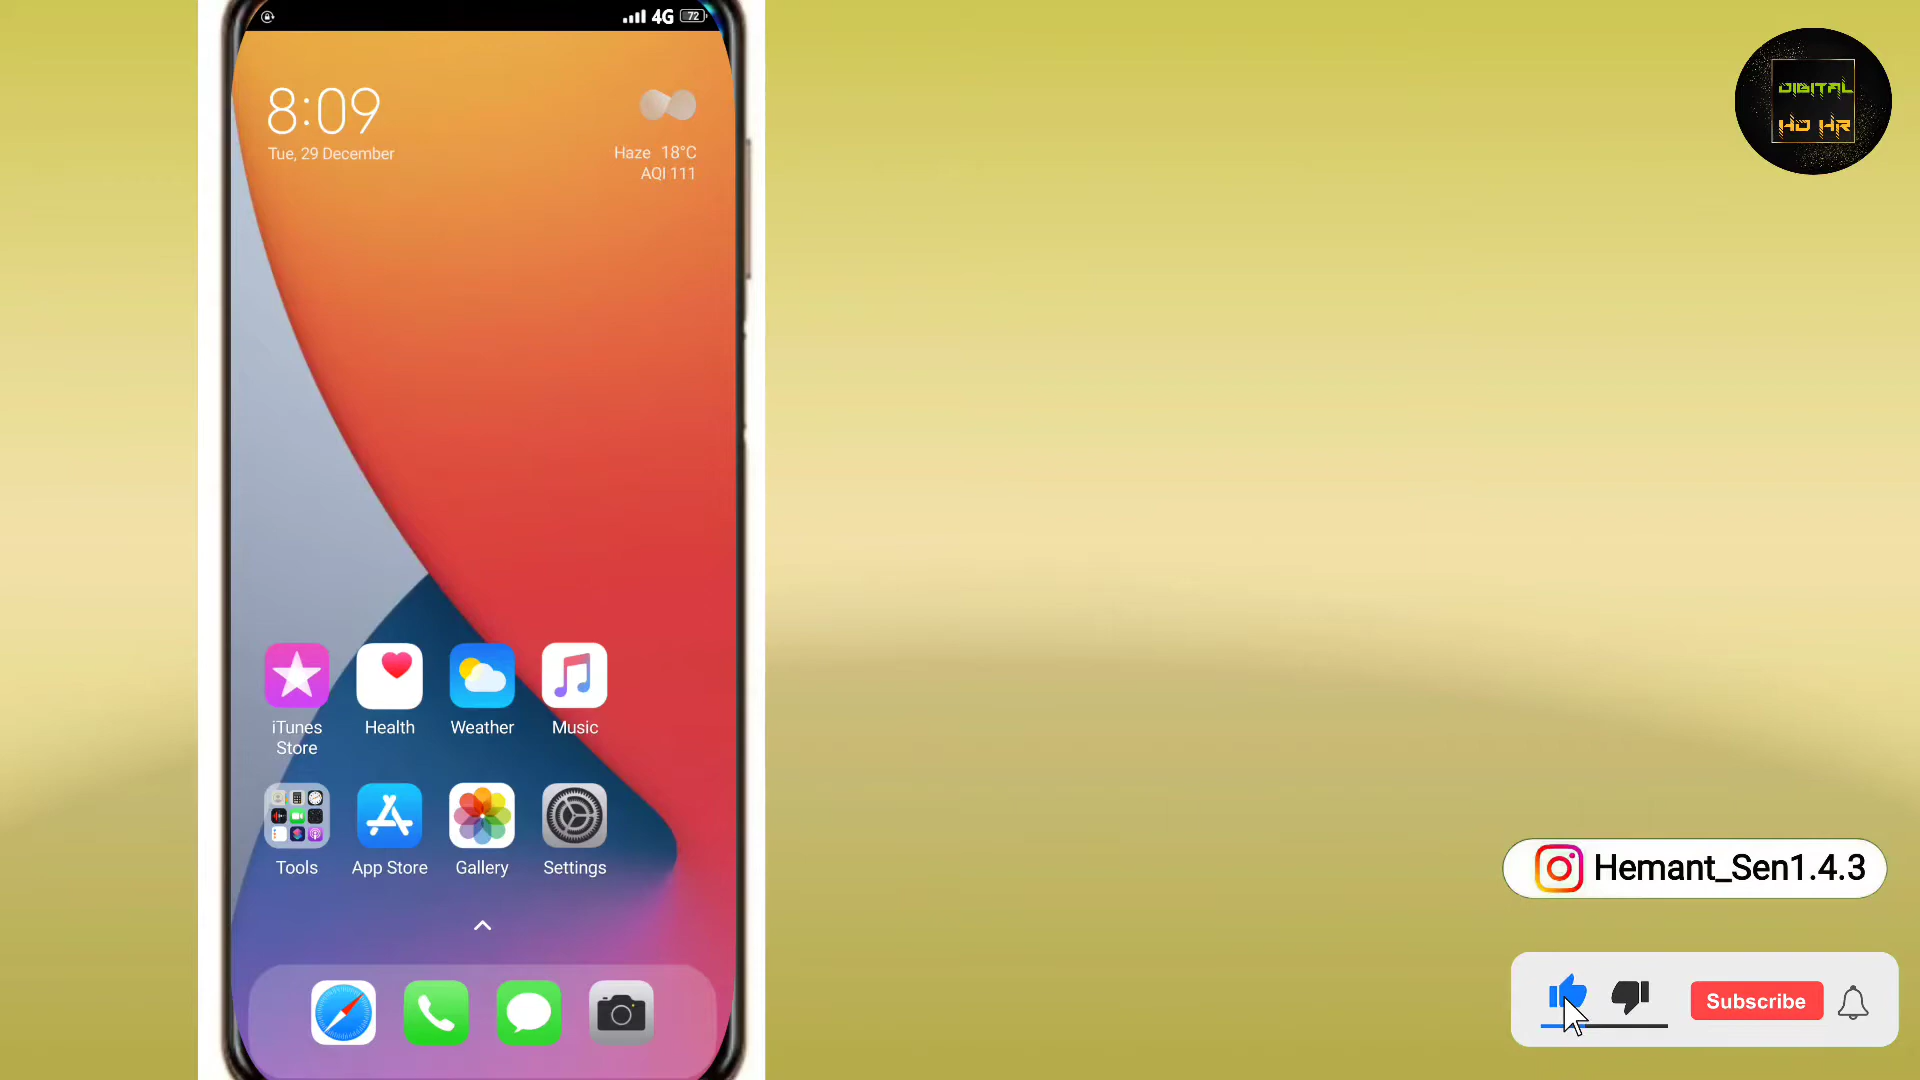 4G 72
8:09
Tue, 29 December
Haze 18°C
AQI 111
DIGITAL
HD HR
iTunes Store
Health
Weather
Music
Tools
App Store
Gallery
Settings
Hemant_Sen1.4.3
Subscribe